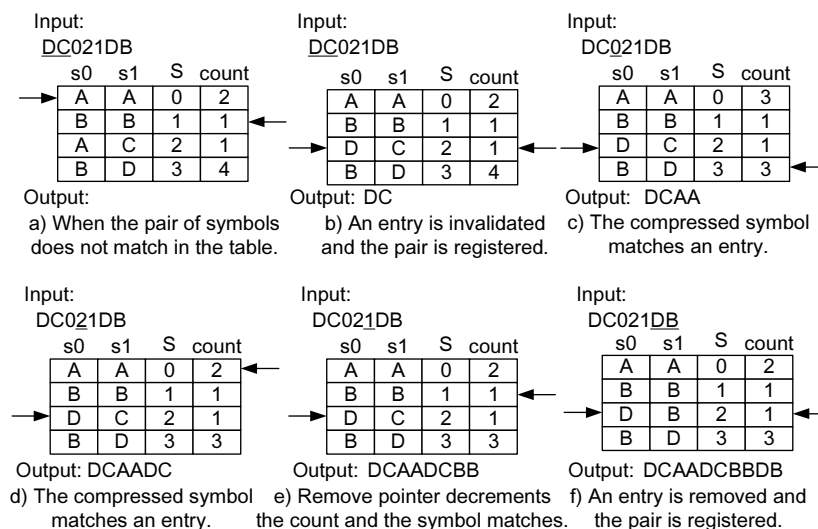 Input:
DC021DB
s0 s1 S count
A A 0 2
B B 1 1
A C 2 1
B D 3 4
Output:
a) When the pair of symbols
does not match in the table.
Input:
DC021DB
s0 s1 S count
A A 0 2
B B 1 1
D C 2 1
B D 3 4
Output: DC
b) An entry is invalidated
and the pair is registered.
Input:
DC021DB
s0 s1 S count
A A 0 3
B B 1 1
D C 2 1
B D 3 3
Output: DCAA
c) The compressed symbol
matches an entry.
Input:
DC021DB
s0 s1 S count
A A 0 2
B B 1 1
D C 2 1
B D 3 3
Output: DCAADC
d) The compressed symbol
matches an entry.
Input:
DC021DB
s0 s1 S count
A A 0 2
B B 1 1
D C 2 1
B D 3 3
Output: DCAADCBB
e) Remove pointer decrements
the count and the symbol matches.
Input:
DC021DB
s0 s1 S count
A A 0 2
B B 1 1
D B 2 1
B D 3 3
Output: DCAADCBBDB
f) An entry is removed and
the pair is registered.